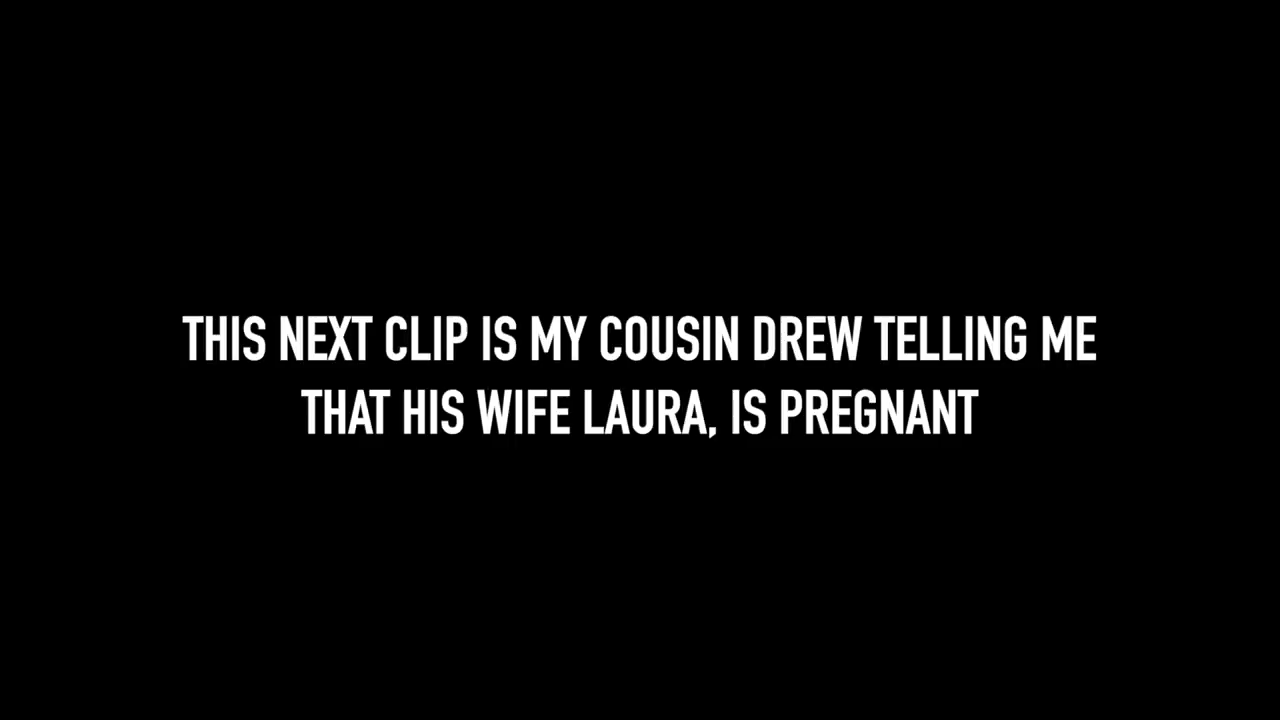 THIS NEXT CLIP IS MY COUSIN DREW TELLING ME
THAT HIS WIFE LAURA, IS PREGNANT